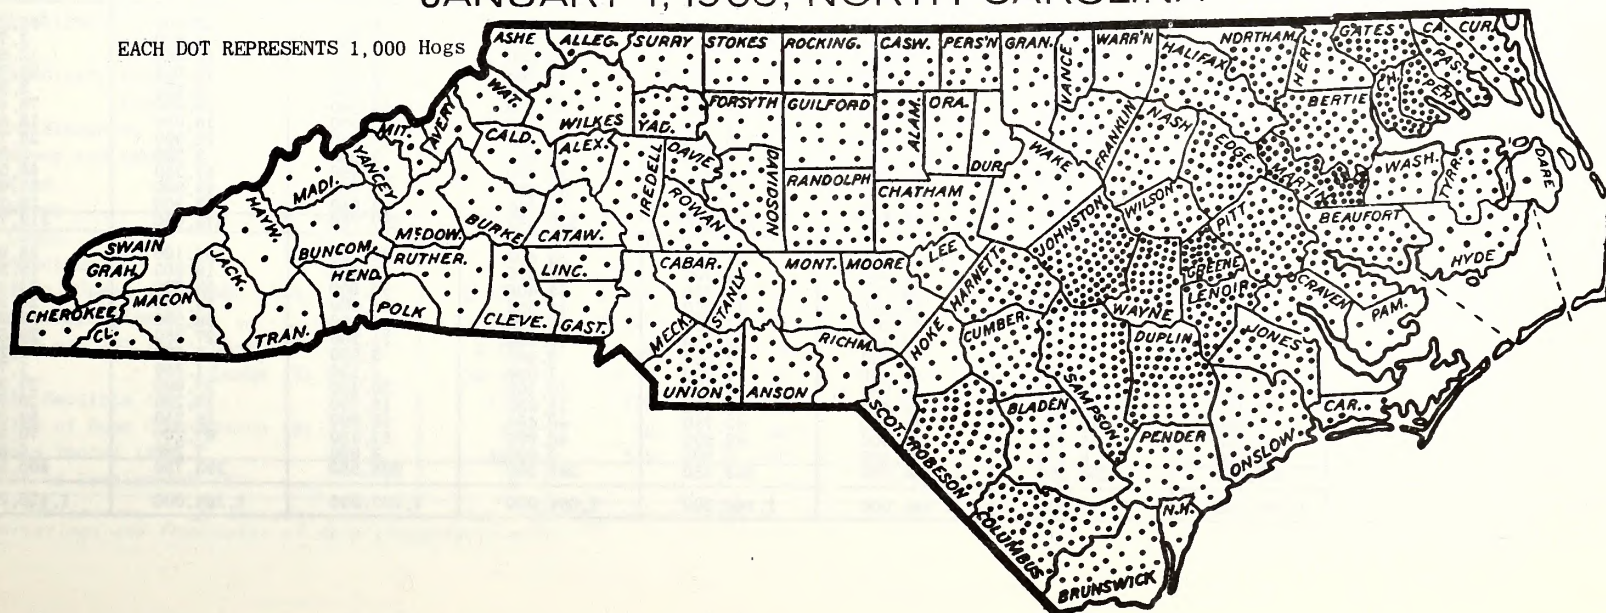 JANUARY 1, 1968, NORTH CAROLINA
EACH DOT REPRESENTS 1,000 Hogs
ASHE ALLEG. SURRY STOKES ROCKING. CASW. PERS'N GRAN. VANCE WARR'N HALIFAX NORTHAM. HERT. GATES CA. CUR.
PAS. PER. CH.
WAT. WILKES YAD. FORSYTH GUILFORD ALAM. ORA. DUR. FRANKLIN NASH EDGE. BERTIE
MIT. AVERY CALD. ALEX. IREDELL DAVIE DAVIDSON RANDOLPH CHATHAM WAKE WILSON MARTIN WASH. TYRR. DARE
MADI. YANCEY McDOW. BURKE CATAW. ROWAN JOHNSTON PITT BEAUFORT HYDE
SWAIN HAYW. BUNCOM. RUTHER. LINC. CABAR. STANLY MONT. MOORE LEE HARNETT WAYNE GREENE LENOIR CRAVEN PAM.
GRAH. JACK. HEND. POLK CLEVE. GAST. MECK. RICHM. HOKE CUMBER. SAMPSON DUPLIN JONES
CHEROKEE MACON CL. TRAN. UNION ANSON SCOT. ROBESON BLADEN PENDER ONSLOW CAR.
COLUMBUS N.H.
BRUNSWICK